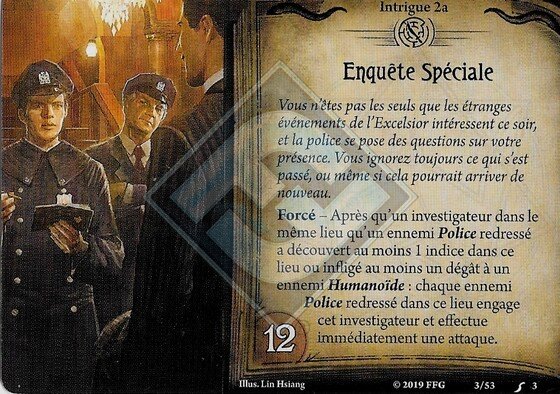 Intrigue 2a
Enquête Spéciale
Vous n'êtes pas les seuls que les étranges
événements de l'Excelsior intéressent ce soir,
et la police se pose des questions sur votre
présence. Vous ignorez toujours ce qui s'est
passé, ou même si cela pourrait arriver de
nouveau.
Forcé – Après qu'un investigateur dans le
même lieu qu'un ennemi Police redressé
a découvert au moins 1 indice dans ce
lieu ou infligé au moins un dégât à un
ennemi Humanoïde : chaque ennemi
Police redressé dans ce lieu engage
cet investigateur et effectue
immédiatement une attaque.
12
Illus. Lin Hsiang
© 2019 FFG
3/53
3